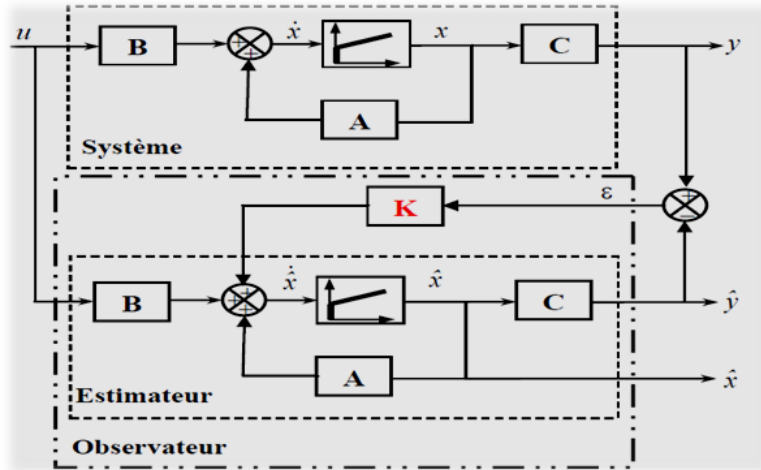 u
B
ẋ
x
C
y
A
Système
K
ε
B
x̂̇
x̂
C
ŷ
A
x̂
Estimateur
Observateur